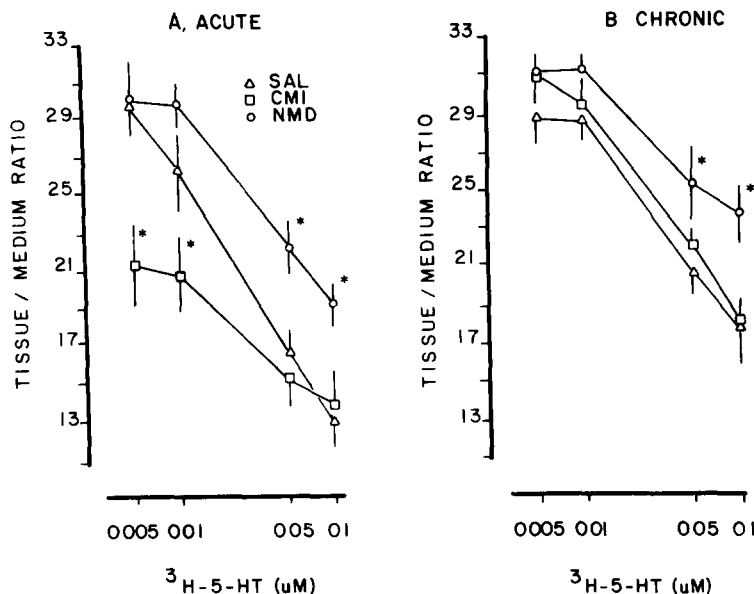 A, ACUTE
33
29
25
21
17
13
TISSUE / MEDIUM RATIO
△ SAL
□ CMI
○ NMD
*
*
*
*
0005 001 005 01
³H-5-HT (uM)
B CHRONIC
33
29
25
21
17
13
TISSUE / MEDIUM RATIO
*
*
0005 001 005 01
³H-5-HT (uM)